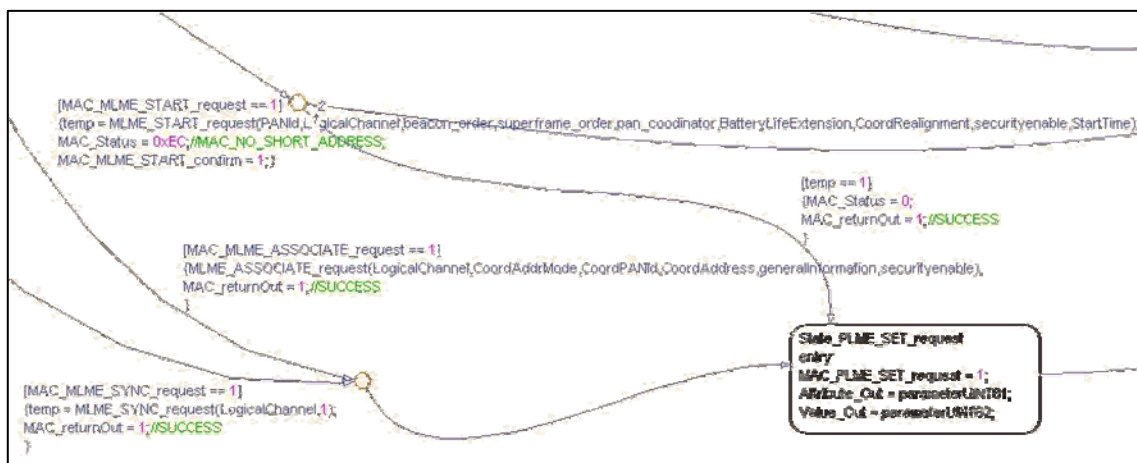 [MAC_MLME_START_request == 1]
2
{temp = MLME_START_request(PANId,LogicalChannel,beacon_order,superframe_order,pan_coodinator,BatteryLifeExtension,CoordRealignment,securityenable,StartTime);
MAC_Status = 0xEC;//MAC_NO_SHORT_ADDRESS;
MAC_MLME_START_confirm = 1;}
[temp == 1]
{MAC_Status = 0;
MAC_returnOut = 1;//SUCCESS
}
[MAC_MLME_ASSOCIATE_request == 1]
{MLME_ASSOCIATE_request(LogicalChannel,CoordAddrMode,CoordPANId,CoordAddress,generalinformation,securityenable),
MAC_returnOut = 1;//SUCCESS
}
State_PLME_SET_request
entry:
MAC_PLME_SET_request = 1;
Attribute_Out = parameterUINT81;
Value_Out = parameterUINT82;
[MAC_MLME_SYNC_request == 1]
{temp = MLME_SYNC_request(LogicalChannel,1);
MAC_returnOut = 1;//SUCCESS
}